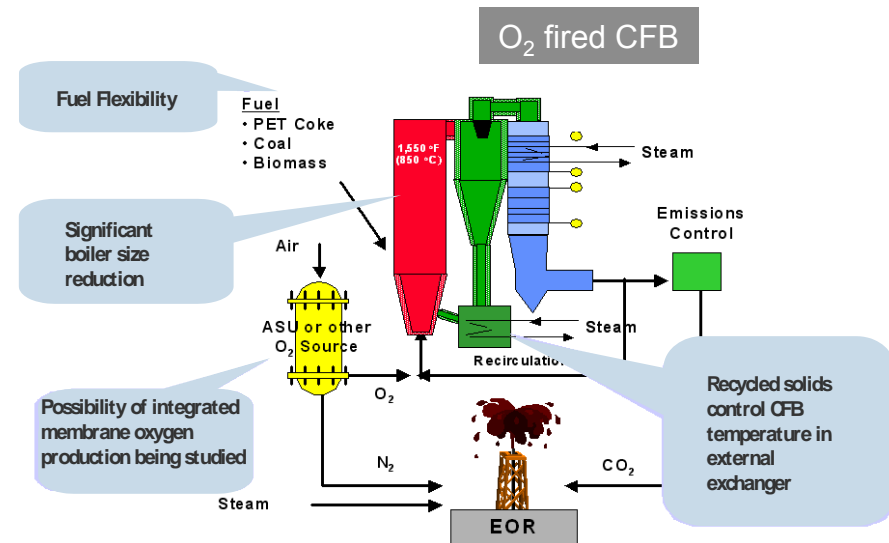 O₂ fired CFB
Fuel Flexibility
Fuel
• PET Coke
• Coal
• Biomass
1,550 ºF
(850 ºC)
Steam
Significant
boiler size
reduction
Emissions
Control
Air
ASU or other
O₂ Source
Steam
Recirculation
O₂
Possibility of integrated
membrane oxygen
production being studied
Recycled solids
control CFB
temperature in
external
exchanger
N₂
CO₂
Steam
EOR